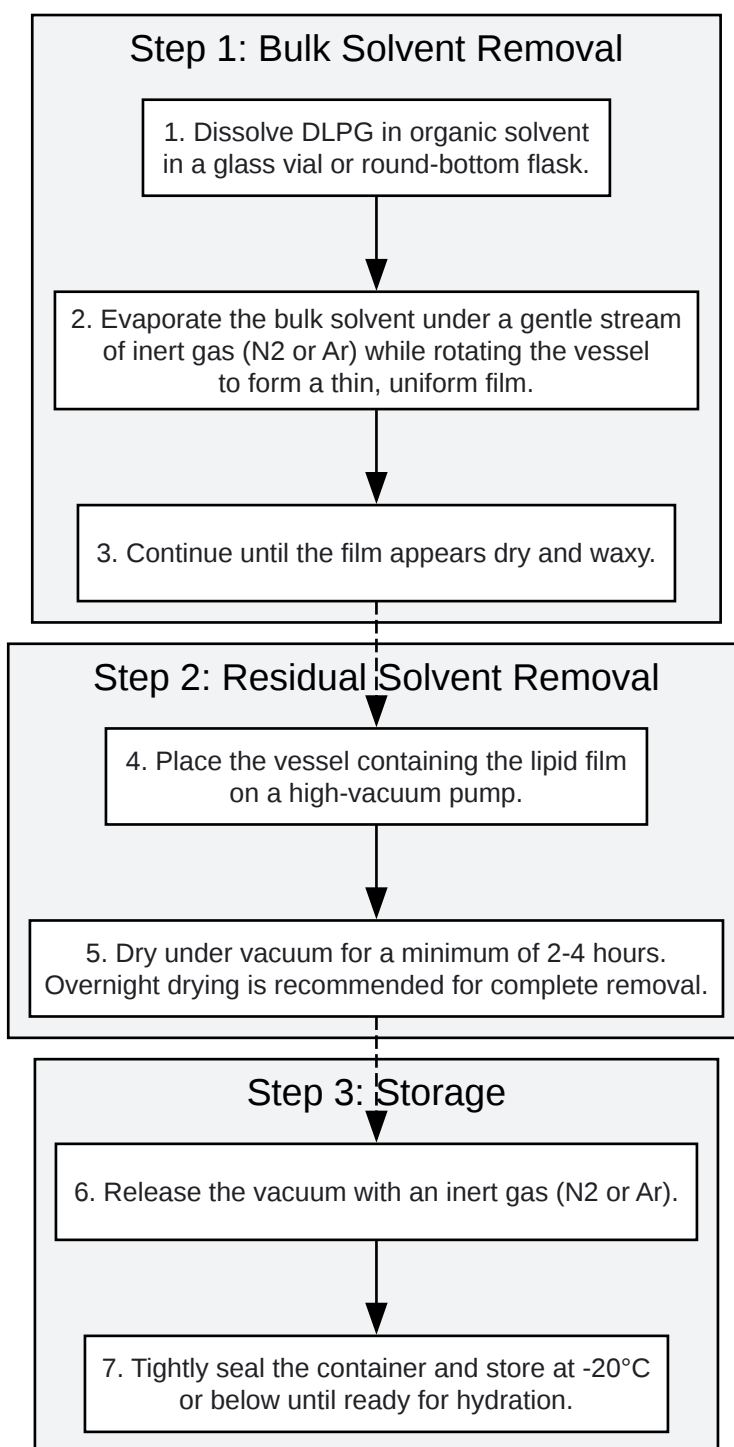 Step 1: Bulk Solvent Removal
1. Dissolve DLPG in organic solvent
in a glass vial or round-bottom flask.
2. Evaporate the bulk solvent under a gentle stream
of inert gas (N2 or Ar) while rotating the vessel
to form a thin, uniform film.
3. Continue until the film appears dry and waxy.
Step 2: Residual Solvent Removal
4. Place the vessel containing the lipid film
on a high-vacuum pump.
5. Dry under vacuum for a minimum of 2-4 hours.
Overnight drying is recommended for complete removal.
Step 3: Storage
6. Release the vacuum with an inert gas (N2 or Ar).
7. Tightly seal the container and store at -20°C
or below until ready for hydration.